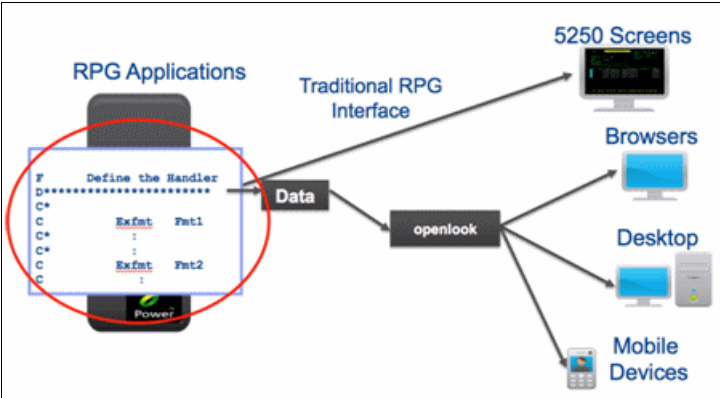 RPG Applications
F Define the Handler
D***********************
C*
C Exfmt Fmt1
C* :
C* :
C Exfmt Fmt2
C :
Power
Traditional RPG
Interface
Data
openlook
5250 Screens
Browsers
Desktop
Mobile
Devices